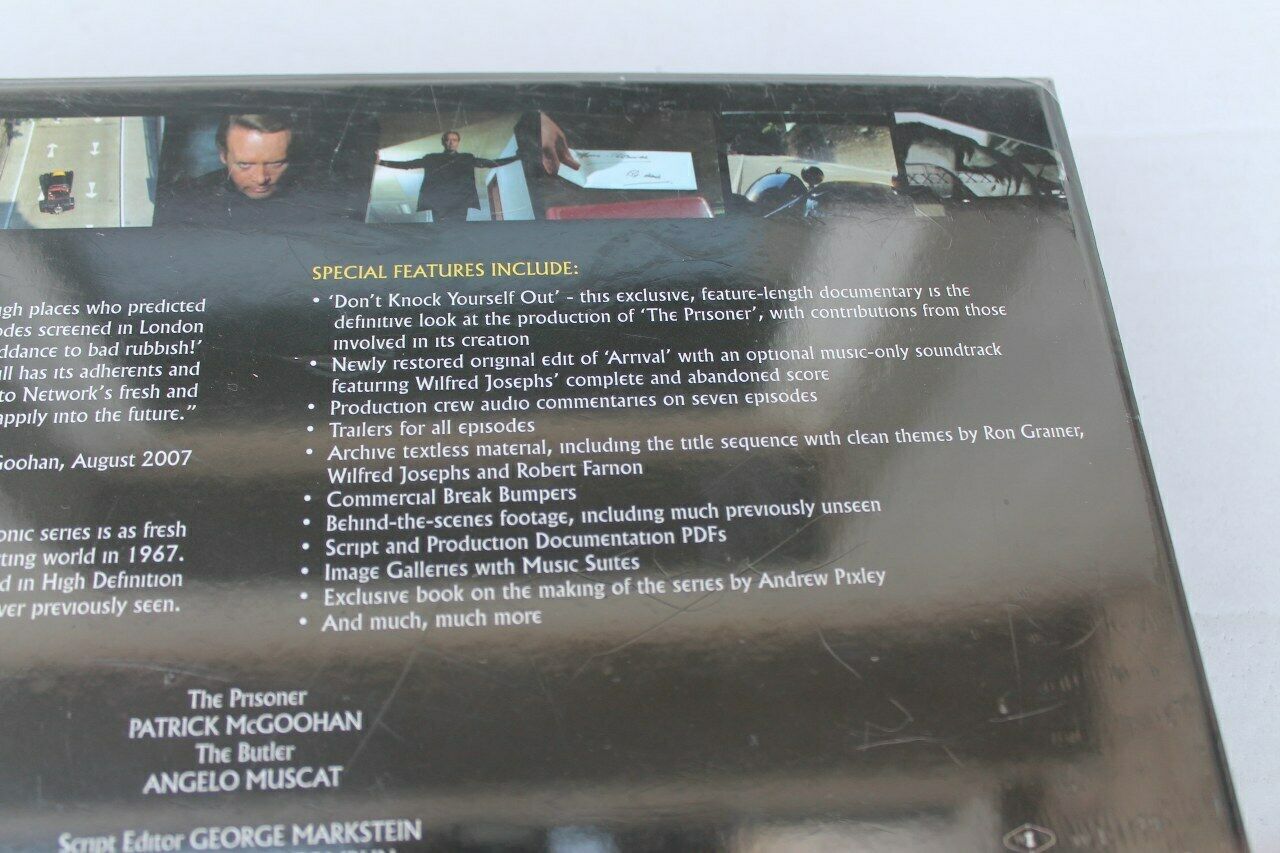 SPECIAL FEATURES INCLUDE:
• 'Don't Knock Yourself Out' - this exclusive, feature-length documentary is the
definitive look at the production of 'The Prisoner', with contributions from those
involved in its creation
• Newly restored original edit of 'Arrival' with an optional music-only soundtrack
featuring Wilfred Josephs' complete and abandoned score
• Production crew audio commentaries on seven episodes
• Trailers for all episodes
• Archive textless material, including the title sequence with clean themes by Ron Grainer,
Wilfred Josephs and Robert Farnon
• Commercial Break Bumpers
• Behind-the-scenes footage, including much previously unseen
• Script and Production Documentation PDFs
• Image Galleries with Music Suites
• Exclusive book on the making of the series by Andrew Pixley
• And much, much more
ugh places who predicted
odes screened in London
ddance to bad rubbish!'
ll has its adherents and
to Network's fresh and
appily into the future."
Goohan, August 2007
onic series is as fresh
ting world in 1967.
d in High Definition
ver previously seen.
The Prisoner
PATRICK McGOOHAN
The Butler
ANGELO MUSCAT
Script Editor GEORGE MARKSTEIN